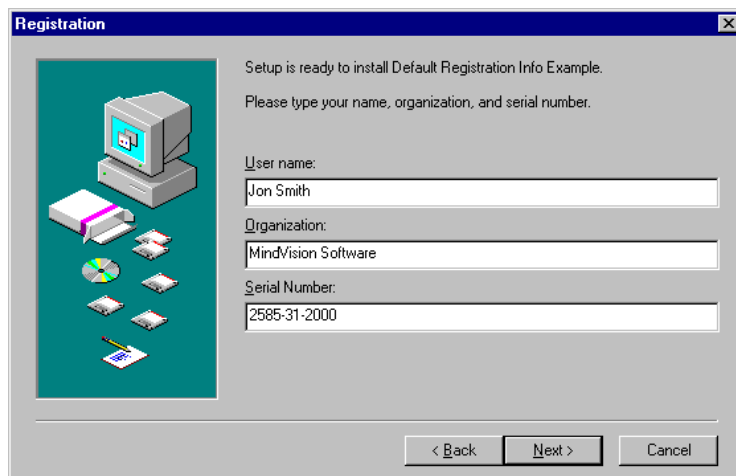 Registration
Setup is ready to install Default Registration Info Example.
Please type your name, organization, and serial number.
User name:
Jon Smith
Organization:
MindVision Software
Serial Number:
2585-31-2000
< Back
Next >
Cancel